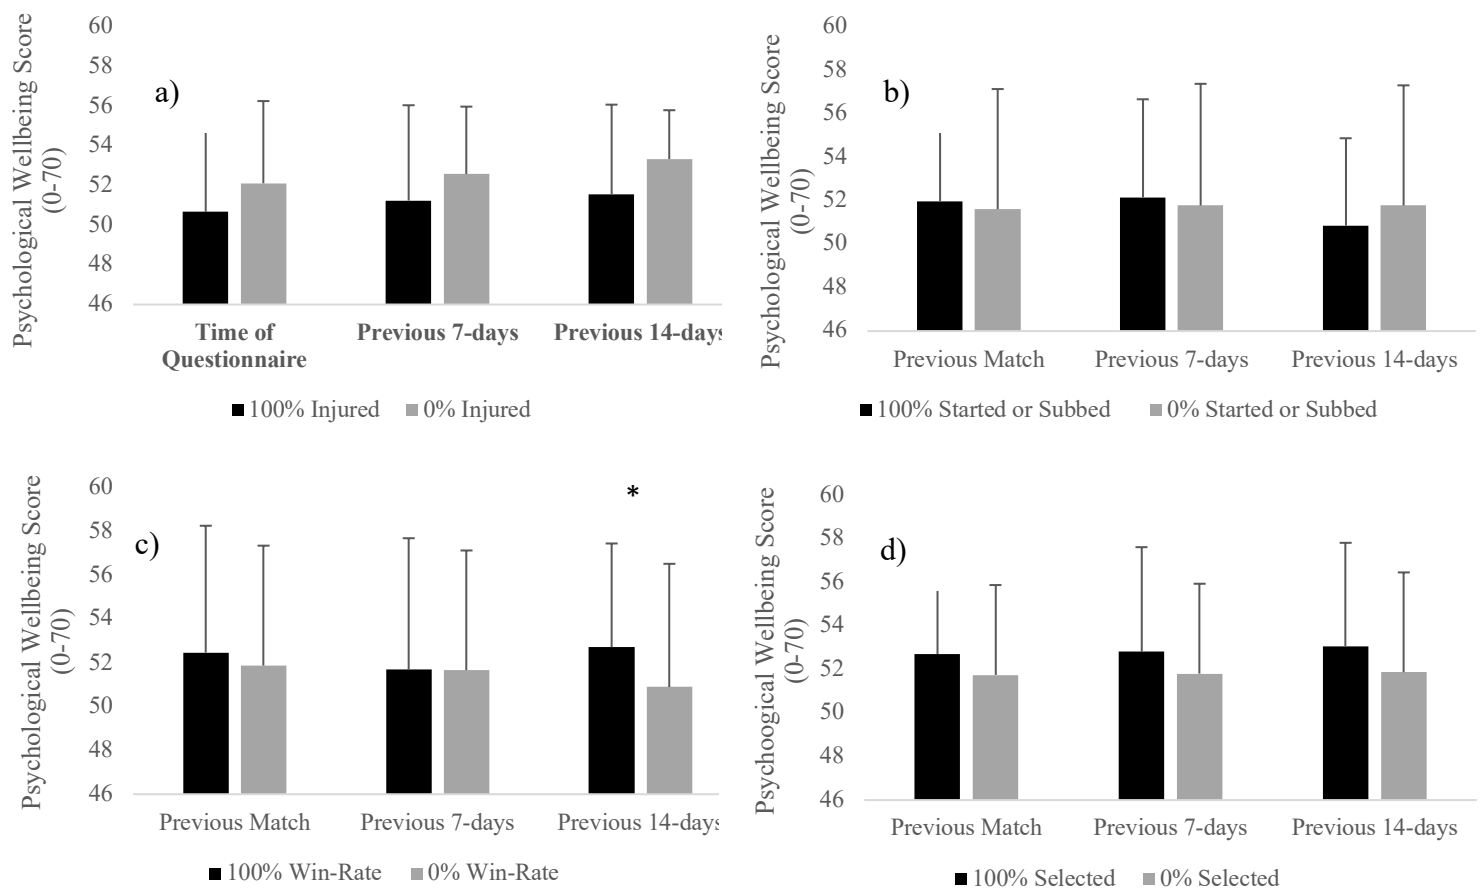 Psychological Wellbeing Score
(0-70)
60
58
56
54
52
50
48
46
a)
Time of
Questionnaire
Previous 7-days
Previous 14-days
100% Injured
0% Injured
Psychological Wellbeing Score
(0-70)
60
58
56
54
52
50
48
46
b)
Previous Match
Previous 7-days
Previous 14-days
100% Started or Subbed
0% Started or Subbed
Psychological Wellbeing Score
(0-70)
60
58
56
54
52
50
48
46
c)
*
Previous Match
Previous 7-days
Previous 14-days
100% Win-Rate
0% Win-Rate
Psychoogical Wellbeing Score
(0-70)
60
58
56
54
52
50
48
46
d)
Previous Match
Previous 7-days
Previous 14-days
100% Selected
0% Selected